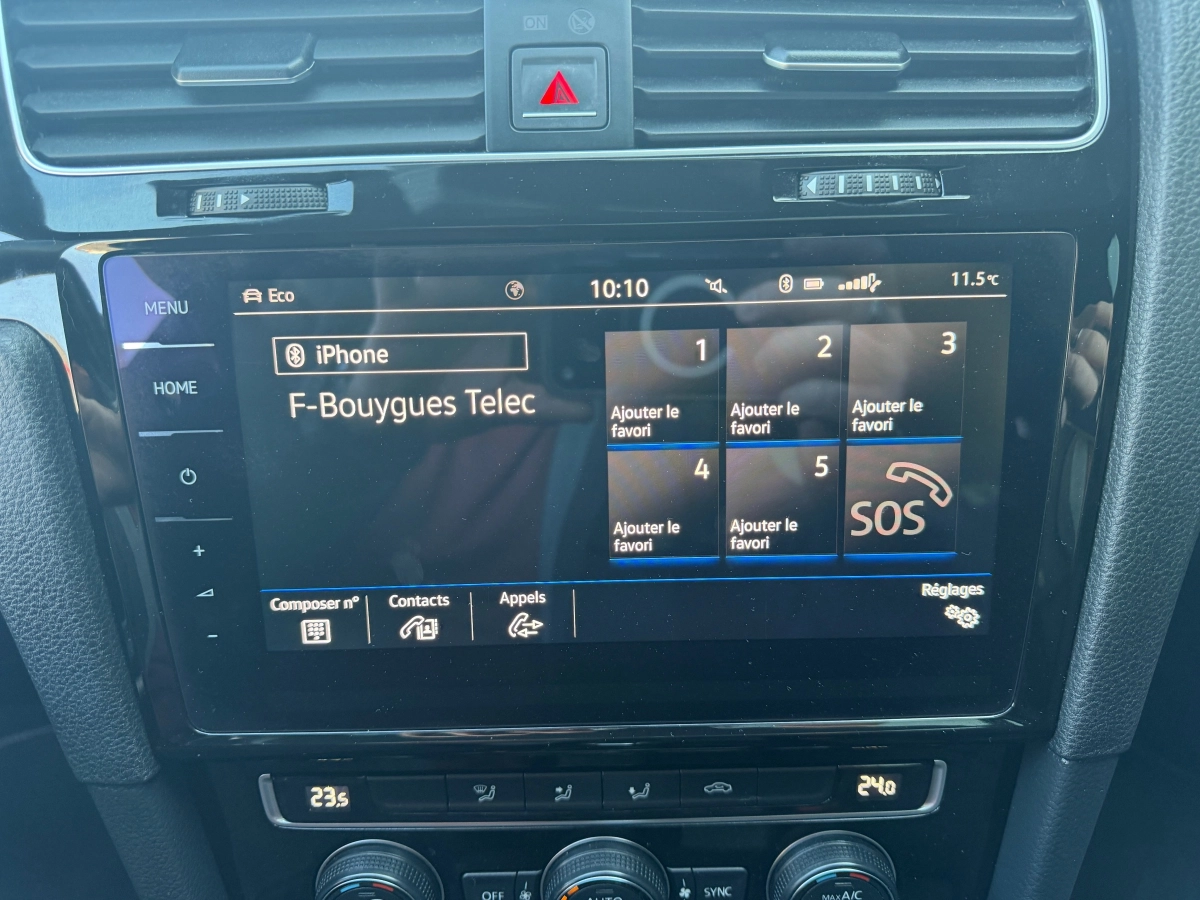 ON
MENU
HOME
+
-
Eco
10:10
11.5°C
iPhone
F-Bouygues Telec
1
Ajouter le
favori
2
Ajouter le
favori
3
Ajouter le
favori
4
Ajouter le
favori
5
Ajouter le
favori
SOS
Composer n°
Contacts
Appels
Réglages
23,5
24,0
OFF
AUTO
SYNC
MAX A/C